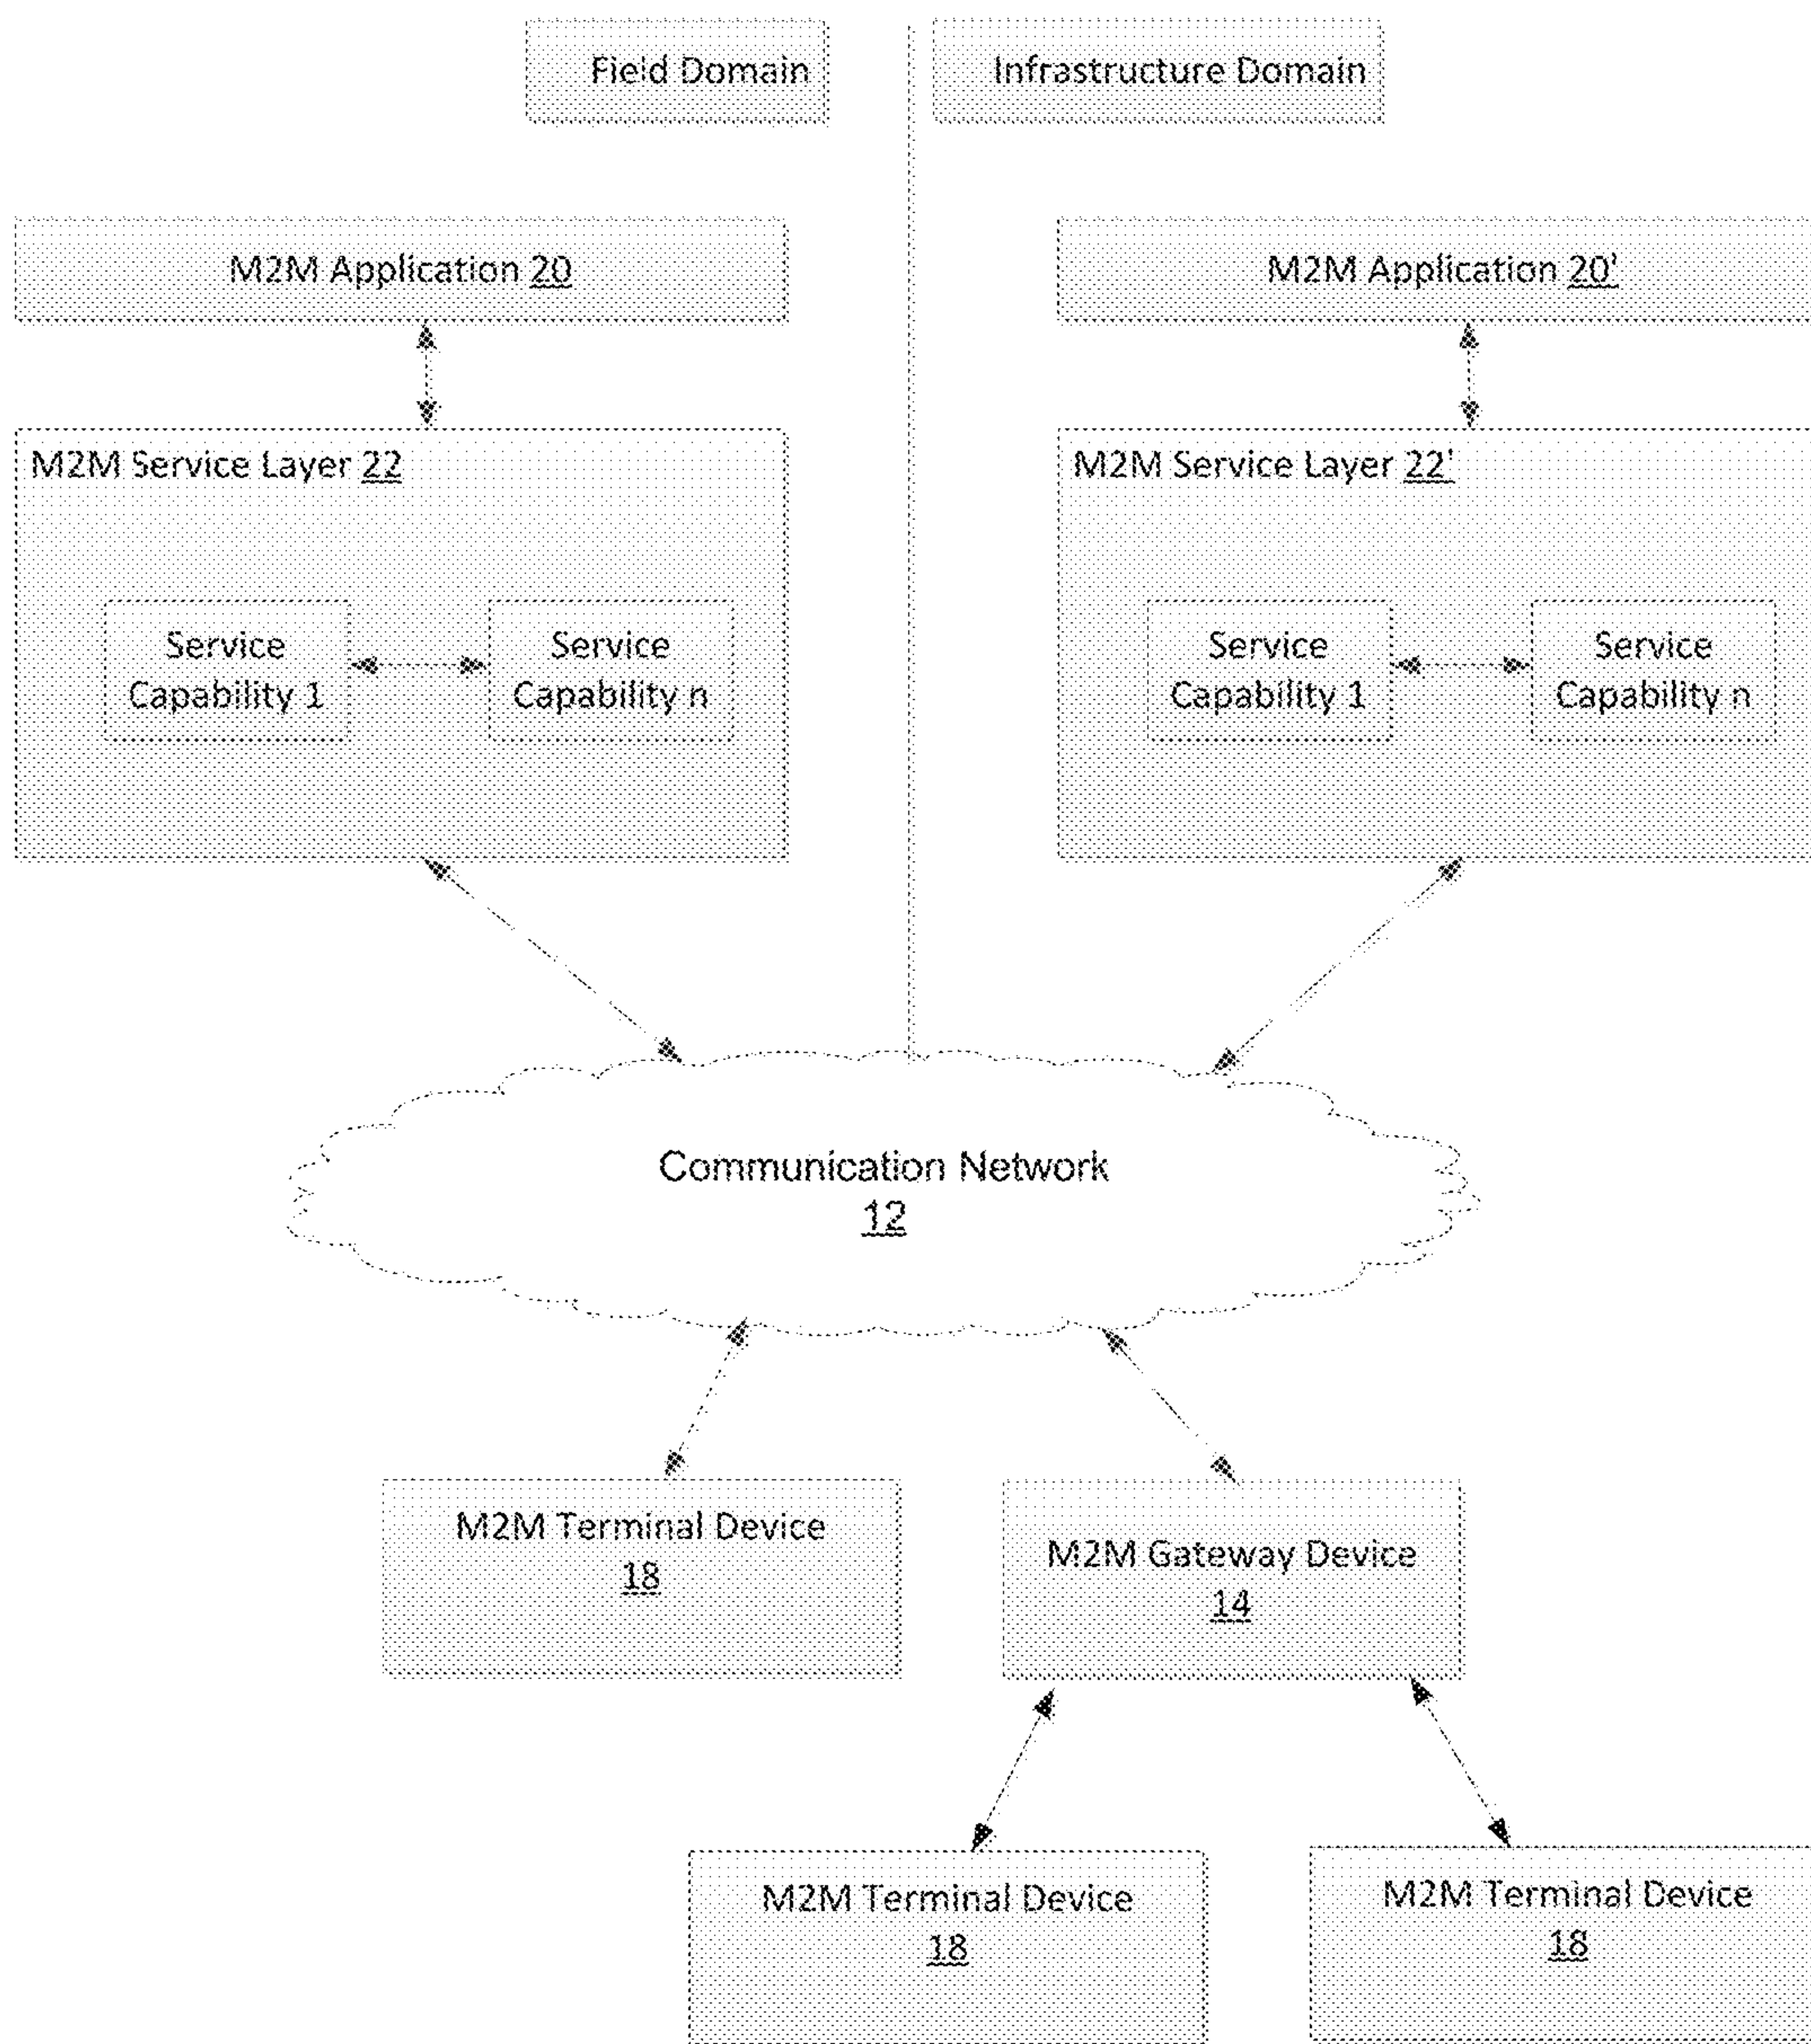 Field Domain
Infrastructure Domain
M2M Application 20
M2M Application 20'
M2M Service Layer 22
M2M Service Layer 22'
Service
Capability 1
Service
Capability n
Service
Capability 1
Service
Capability n
Communication Network
12
M2M Terminal Device
18
M2M Gateway Device
14
M2M Terminal Device
18
M2M Terminal Device
18